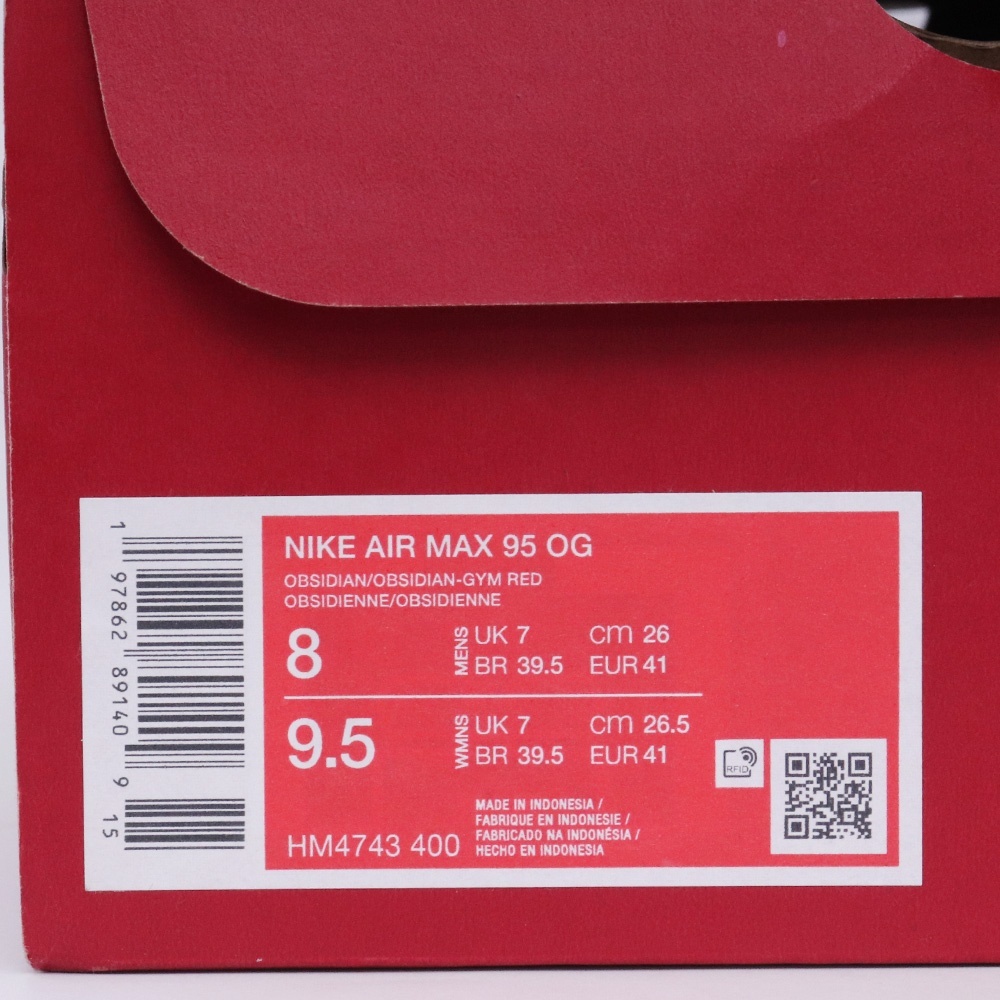 1 97862 89140 9 15
NIKE AIR MAX 95 OG
OBSIDIAN/OBSIDIAN-GYM RED
OBSIDIENNE/OBSIDIENNE
8 MENS UK 7 cm 26
BR 39.5 EUR 41
9.5 WMNS UK 7 cm 26.5
BR 39.5 EUR 41
RFID
HM4743 400
MADE IN INDONESIA /
FABRIQUE EN INDONESIE /
FABRICADO NA INDONÉSIA /
HECHO EN INDONESIA